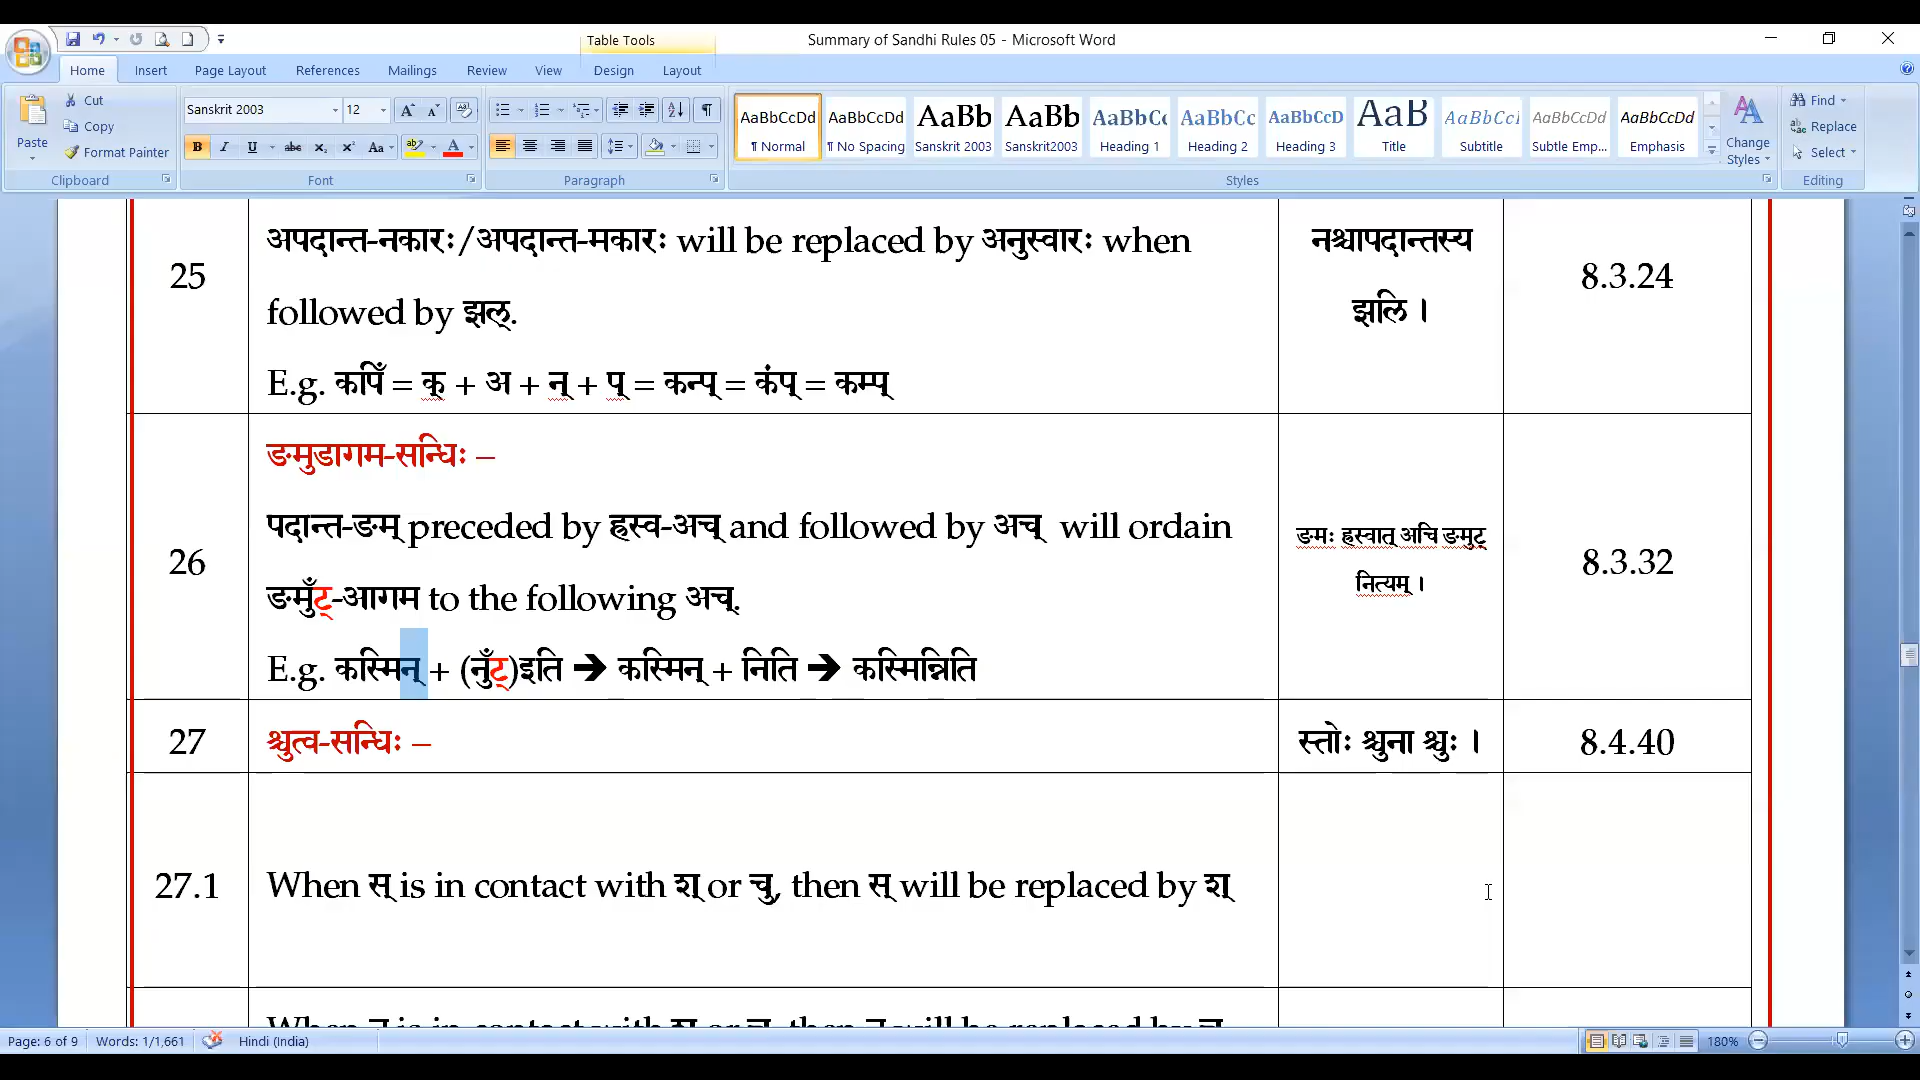 Table Tools
Summary of Sandhi Rules 05 - Microsoft Word
Home Insert Page Layout References Mailings Review View Design Layout
Paste
Cut
Copy
Format Painter
Clipboard
Sanskrit 2003 12
Font
Paragraph
AaBbCcDd AaBbCcDd AaBb AaBb AaBbCc AaBbCc AaBbCcD AaB AaBbCcI AaBbCcDd AaBbCcDd
¶ Normal ¶ No Spacing Sanskrit 2003 Sanskrit2003 Heading 1 Heading 2 Heading 3 Title Subtitle Subtle Emp... Emphasis
Change Styles
Styles
Find
Replace
Select
Editing
25
अपदान्त-नकारः/अपदान्त-मकारः will be replaced by अनुस्वारः when
followed by झल्.
E.g. कपिँ = क् + अ + न् + प् = कन्प् = कंप् = कम्प्
नश्चापदान्तस्य
झलि ।
8.3.24
26
ङमुडागम-सन्धिः –
पदान्त-ङम् preceded by ह्रस्व-अच् and followed by अच् will ordain
ङमुँट्-आगम to the following अच्.
E.g. कस्मिन् + (नुँट्)इति ➔ कस्मिन् + निति ➔ कस्मिन्निति
ङमः ह्रस्वात् अचि ङमुट्
नित्यम् ।
8.3.32
27
श्चुत्व-सन्धिः –
स्तोः श्चुना श्चुः ।
8.4.40
27.1
When स् is in contact with श् or चु, then स् will be replaced by श्
Page: 6 of 9 Words: 1/1,661 Hindi (India) 180%